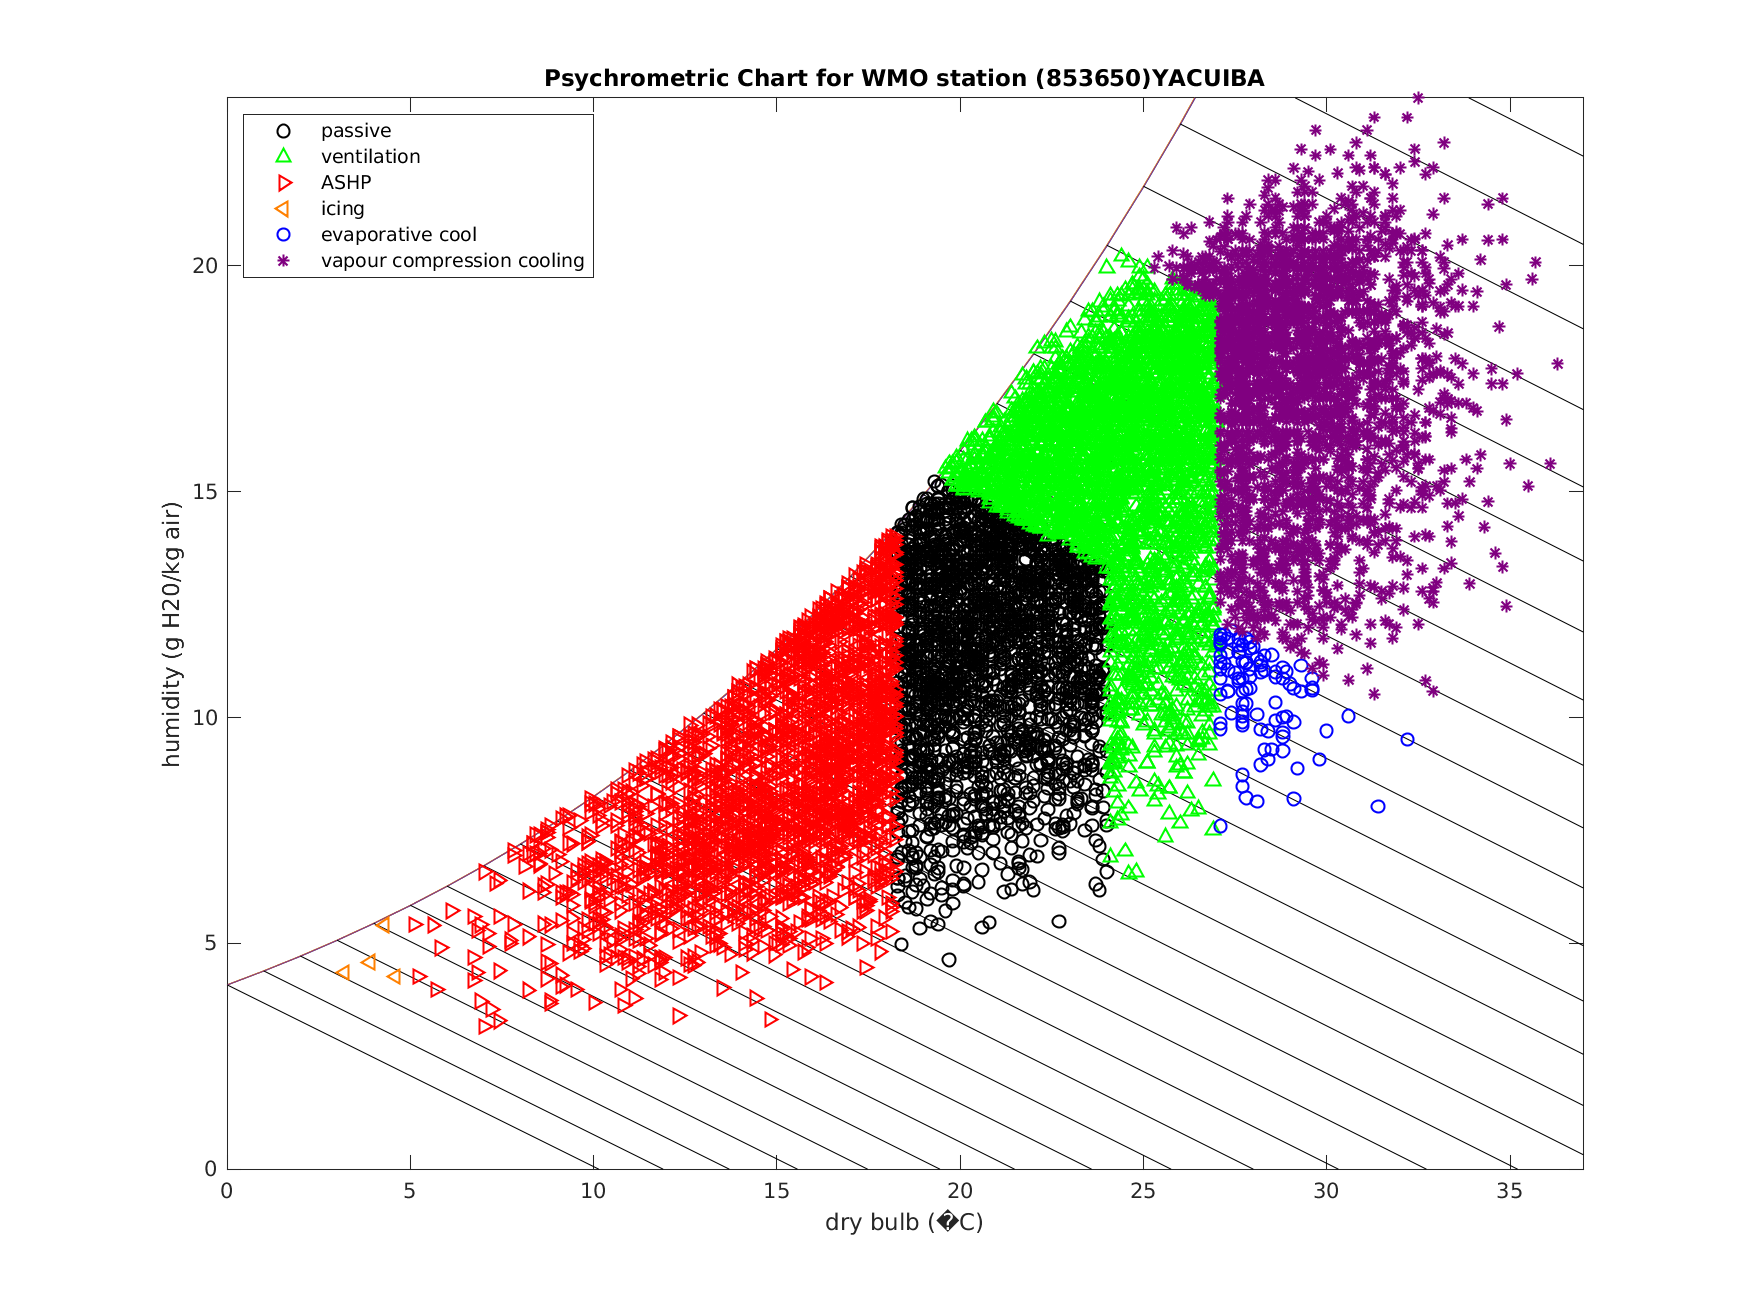 Psychrometric Chart for WMO station (853650)YACUIBA
passive
ventilation
ASHP
icing
evaporative cool
vapour compression cooling
humidity (g H20/kg air)
20
15
10
5
0
0 5 10 15 20 25 30 35
dry bulb (�C)